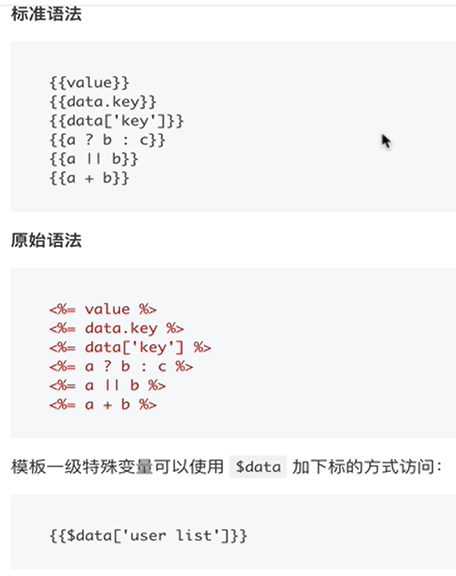 标准语法
{{value}}
{{data.key}}
{{data['key']}}
{{a ? b : c}}
{{a || b}}
{{a + b}}
原始语法
<%= value %>
<%= data.key %>
<%= data['key'] %>
<%= a ? b : c %>
<%= a || b %>
<%= a + b %>
模板一级特殊变量可以使用 $data 加下标的方式访问：
{{$data['user list']}}